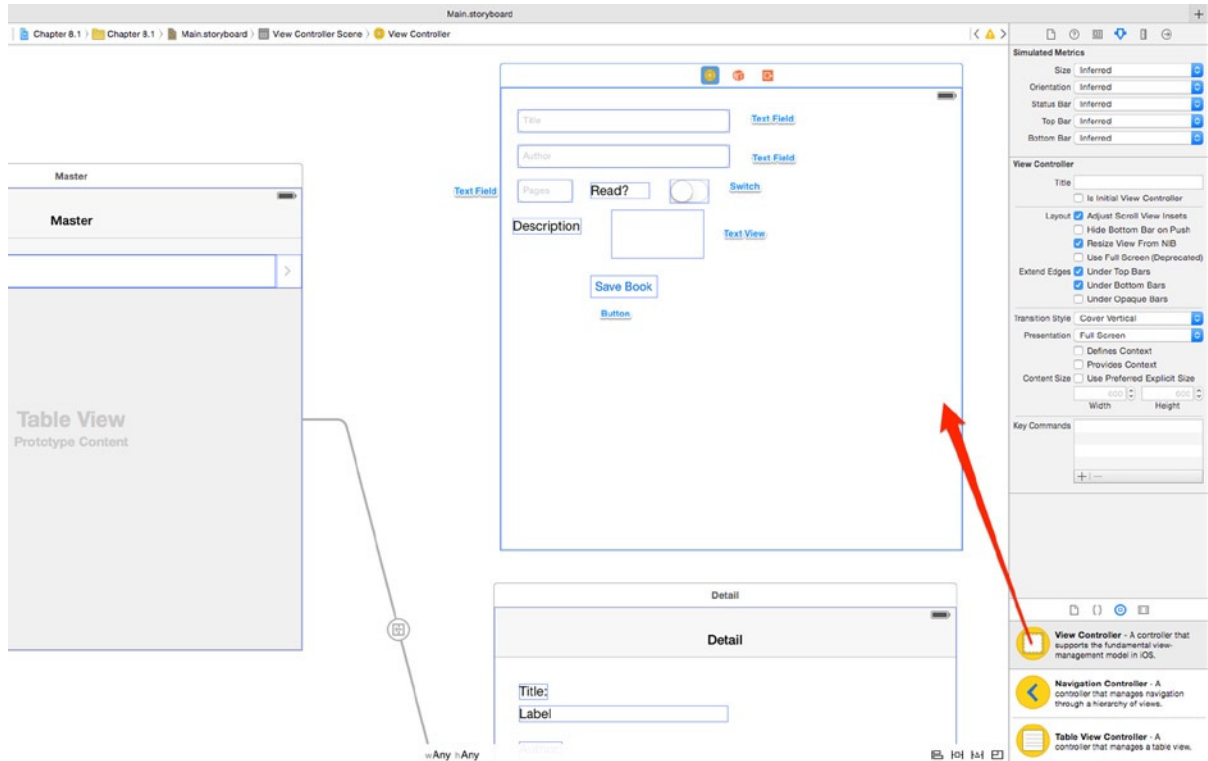 Main.storyboard
+
Chapter 8.1 〉 Chapter 8.1 〉 Main.storyboard 〉 View Controller Scene 〉 View Controller
Master
Master
Table View
Prototype Content
Title
Text Field
Author
Text Field
Text Field
Pages
Read?
Switch
Description
Text View
Save Book
Button
Detail
Detail
Title:
Label
Author:
wAny hAny
Simulated Metrics
Size Inferred
Orientation Inferred
Status Bar Inferred
Top Bar Inferred
Bottom Bar Inferred
View Controller
Title
Is Initial View Controller
Layout Adjust Scroll View Insets
Hide Bottom Bar on Push
Resize View From NIB
Use Full Screen (Deprecated)
Extend Edges Under Top Bars
Under Bottom Bars
Under Opaque Bars
Transition Style Cover Vertical
Presentation Full Screen
Defines Context
Provides Context
Content Size Use Preferred Explicit Size
600 600
Width Height
Key Commands
+ −
View Controller - A controller that
supports the fundamental view-
management model in iOS.
Navigation Controller - A
controller that manages navigation
through a hierarchy of views.
Table View Controller - A
controller that manages a table view.